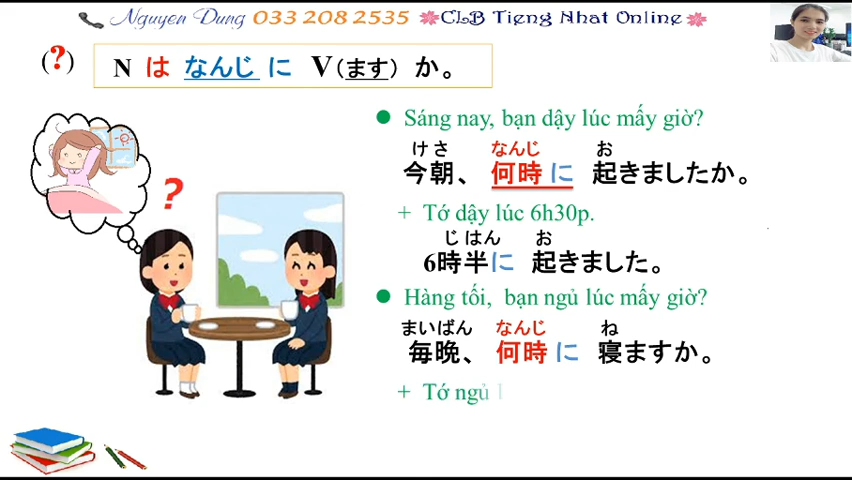 Nguyen Dung 033 208 2535 CLB Tieng Nhat Online
(?) N は なんじ に V(ます) か。
● Sáng nay, bạn dậy lúc mấy giờ?
けさ なんじ お
今朝、何時に 起きましたか。
+ Tớ dậy lúc 6h30p.
じはん お
6時半に 起きました。
● Hàng tối, bạn ngủ lúc mấy giờ?
まいばん なんじ ね
毎晩、何時に 寝ますか。
+ Tớ ngủ l
?